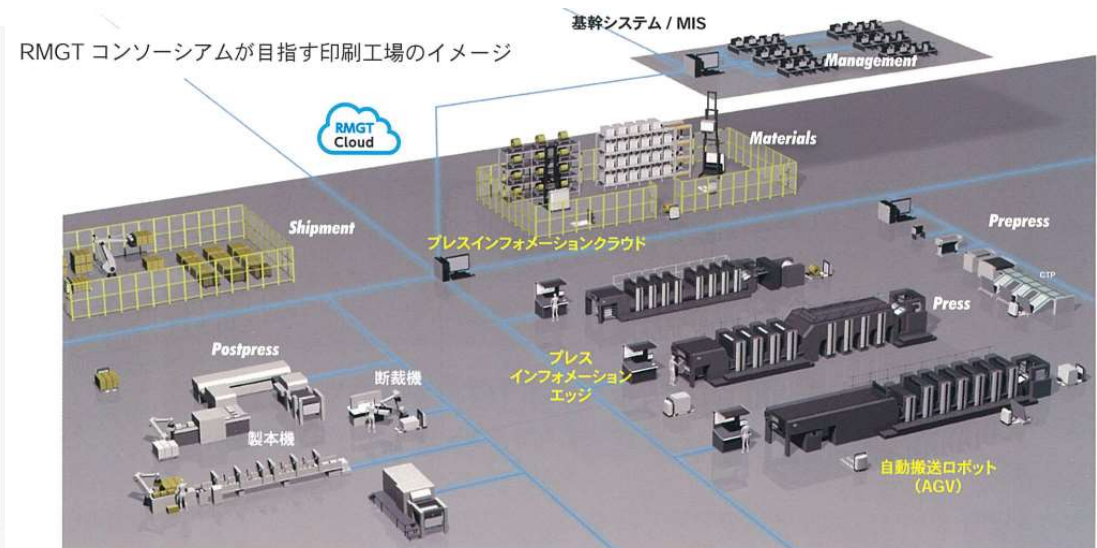 基幹システム / MIS
RMGT コンソーシアムが目指す印刷工場のイメージ
Management
RMGT
Cloud
Materials
Shipment
プレスインフォメーションクラウド
Prepress
CTP
Press
Postpress
プレス
インフォメーション
エッジ
断裁機
製本機
自動搬送ロボット
(AGV)